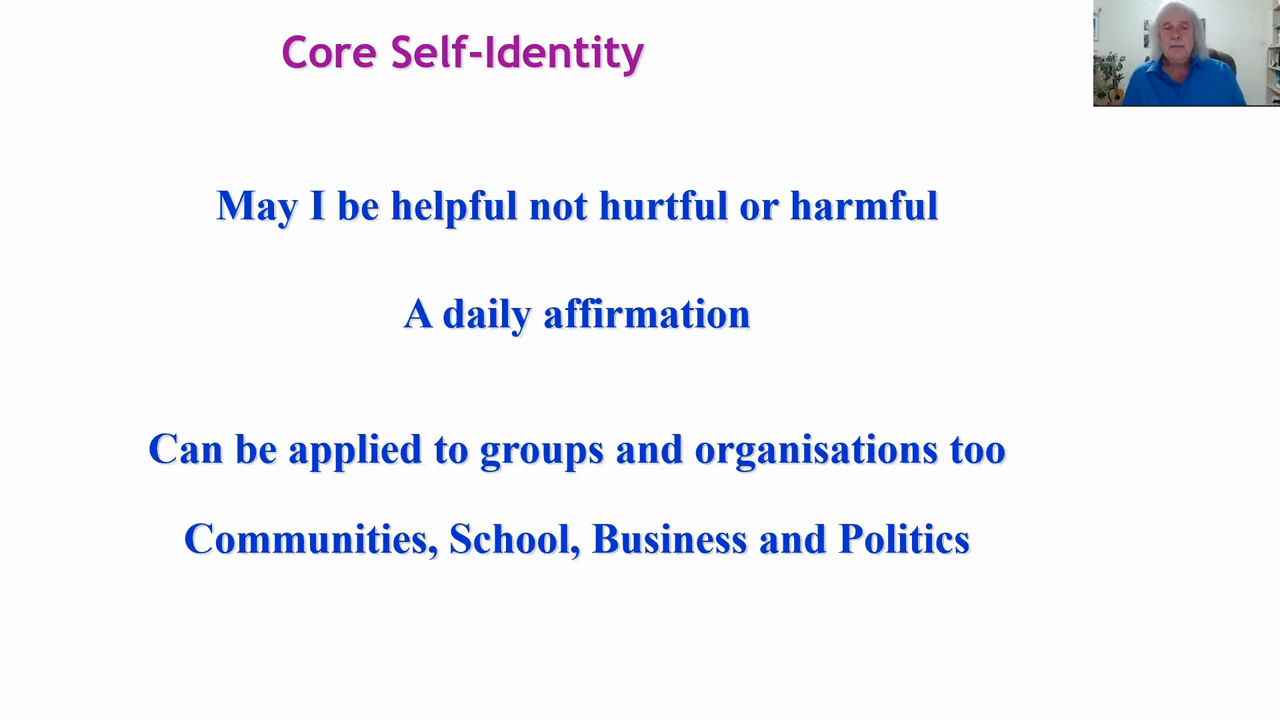 Core Self-Identity
May I be helpful not hurtful or harmful
A daily affirmation
Can be applied to groups and organisations too
Communities, School, Business and Politics